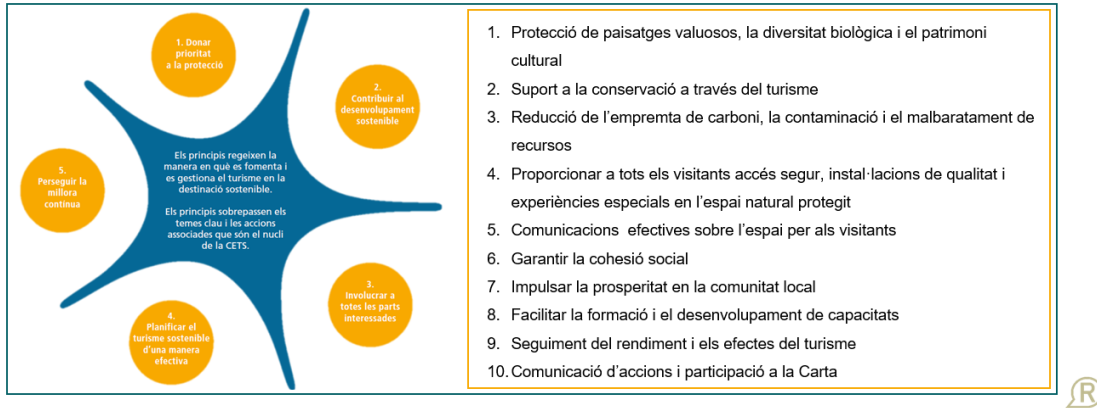 1. Donar
prioritat
a la protecció
2.
Contribuir al
desenvolupament
sostenible
5.
Perseguir la
millora
contínua
Els principis regeixen la
manera en què es fomenta i
es gestiona el turisme en la
destinació sostenible.
Els principis sobrepassen els
temes clau i les accions
associades que són el nucli
de la CETS.
3.
Involucrar a
totes les parts
interessades
4.
Planificar el
turisme sostenible
d'una manera
efectiva
1. Protecció de paisatges valuosos, la diversitat biològica i el patrimoni
cultural
2. Suport a la conservació a través del turisme
3. Reducció de l'empremta de carboni, la contaminació i el malbaratament de
recursos
4. Proporcionar a tots els visitants accés segur, instal·lacions de qualitat i
experiències especials en l'espai natural protegit
5. Comunicacions efectives sobre l'espai per als visitants
6. Garantir la cohesió social
7. Impulsar la prosperitat en la comunitat local
8. Facilitar la formació i el desenvolupament de capacitats
9. Seguiment del rendiment i els efectes del turisme
10. Comunicació d'accions i participació a la Carta
R